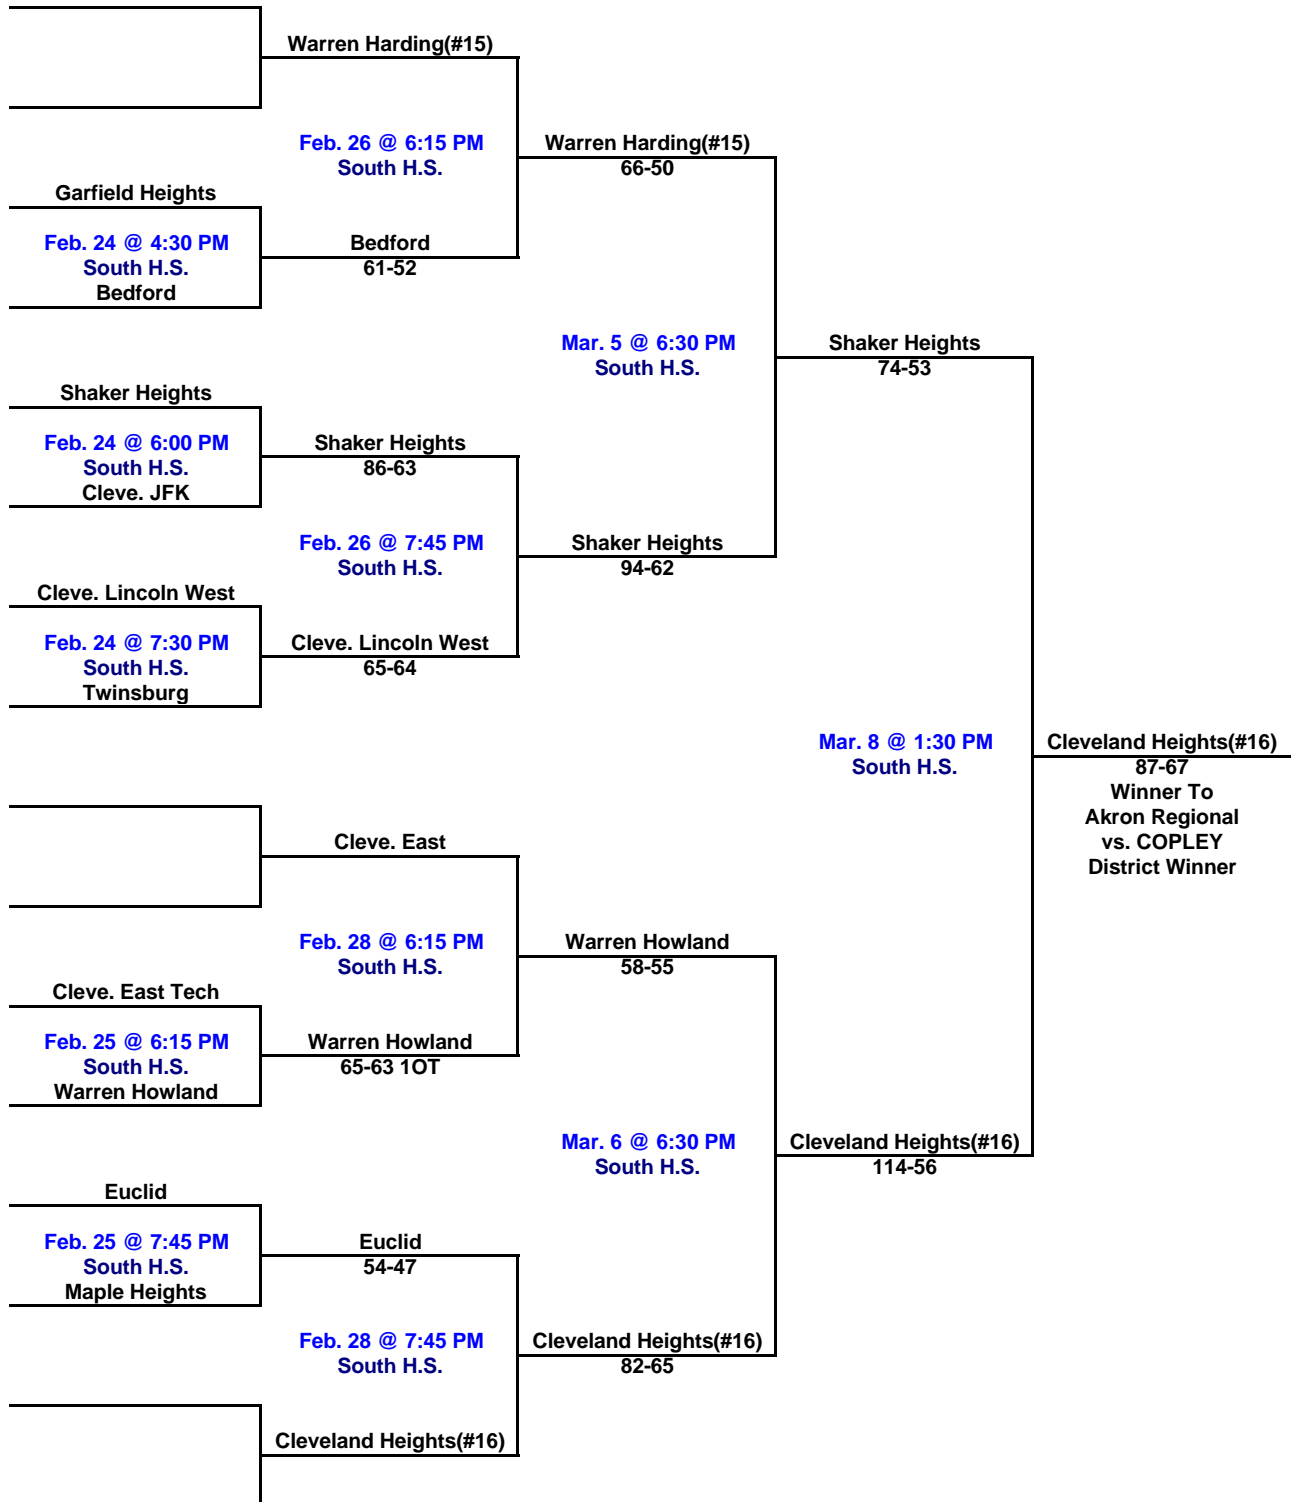 Warren Harding(#15)
Feb. 26 @ 6:15 PM
South H.S.
Warren Harding(#15)
66-50
Garfield Heights
Feb. 24 @ 4:30 PM
South H.S.
Bedford
Bedford
61-52
Mar. 5 @ 6:30 PM
South H.S.
Shaker Heights
74-53
Shaker Heights
Feb. 24 @ 6:00 PM
South H.S.
Cleve. JFK
Shaker Heights
86-63
Feb. 26 @ 7:45 PM
South H.S.
Shaker Heights
94-62
Cleve. Lincoln West
Feb. 24 @ 7:30 PM
South H.S.
Twinsburg
Cleve. Lincoln West
65-64
Mar. 8 @ 1:30 PM
South H.S.
Cleveland Heights(#16)
87-67
Winner To
Akron Regional
vs. COPLEY
District Winner
Cleve. East
Feb. 28 @ 6:15 PM
South H.S.
Warren Howland
58-55
Cleve. East Tech
Feb. 25 @ 6:15 PM
South H.S.
Warren Howland
Warren Howland
65-63 1OT
Mar. 6 @ 6:30 PM
South H.S.
Cleveland Heights(#16)
114-56
Euclid
Feb. 25 @ 7:45 PM
South H.S.
Maple Heights
Euclid
54-47
Feb. 28 @ 7:45 PM
South H.S.
Cleveland Heights(#16)
82-65
Cleveland Heights(#16)